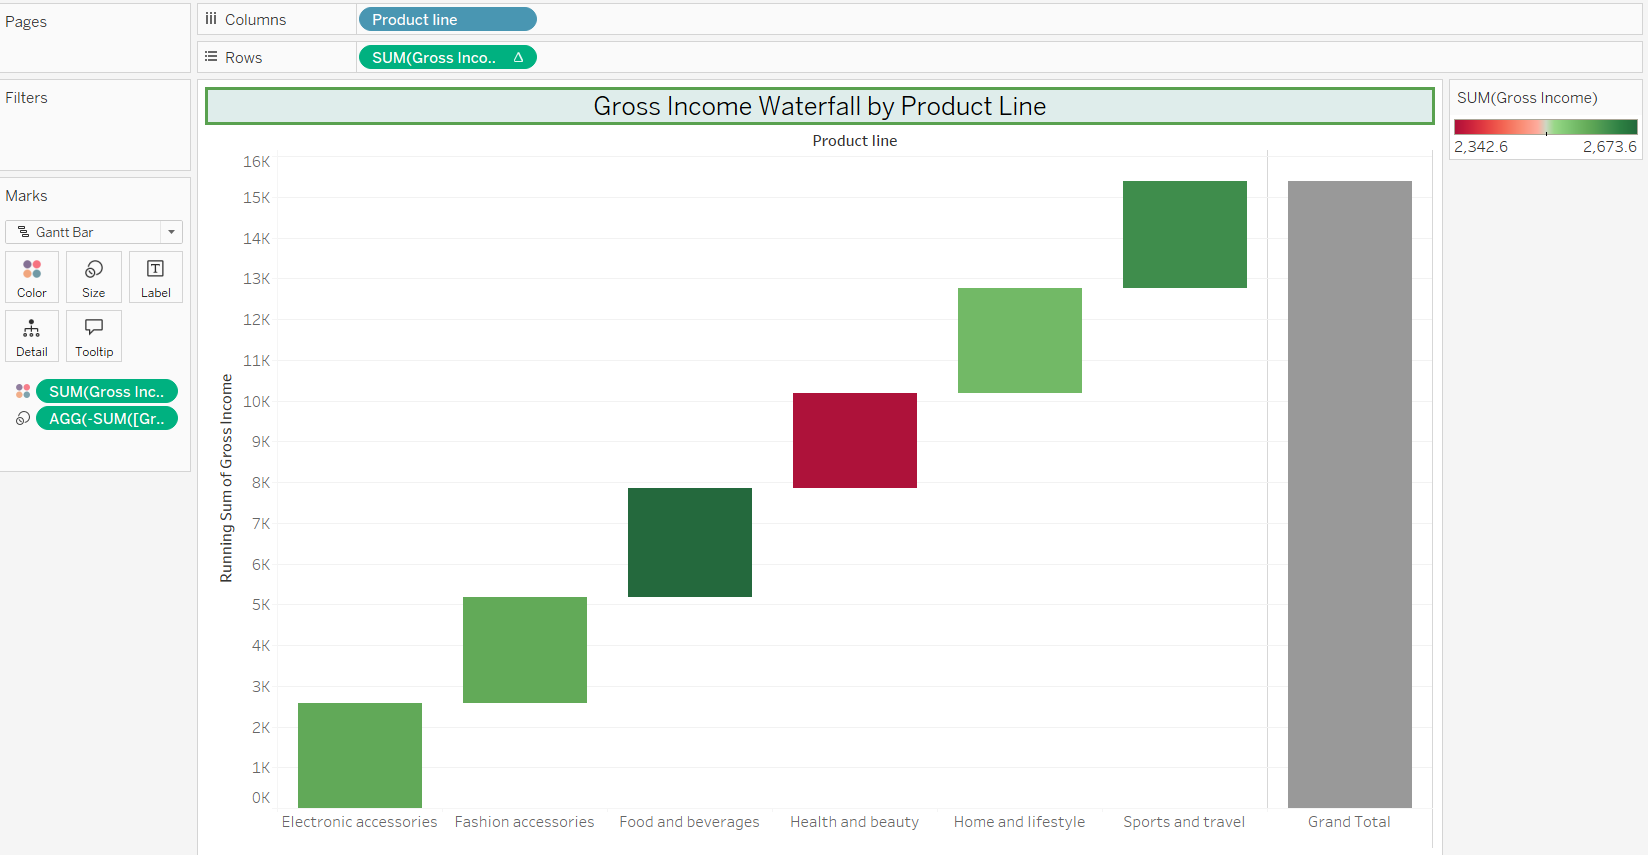 Pages
Columns
Product line
Rows
SUM(Gross Inco.. Δ
Filters
Marks
Gantt Bar
Color
Size
Label
Detail
Tooltip
SUM(Gross Inc..
AGG(-SUM([Gr..
Gross Income Waterfall by Product Line
Product line
Running Sum of Gross Income
16K
15K
14K
13K
12K
11K
10K
9K
8K
7K
6K
5K
4K
3K
2K
1K
0K
Electronic accessories
Fashion accessories
Food and beverages
Health and beauty
Home and lifestyle
Sports and travel
Grand Total
SUM(Gross Income)
2,342.6
2,673.6